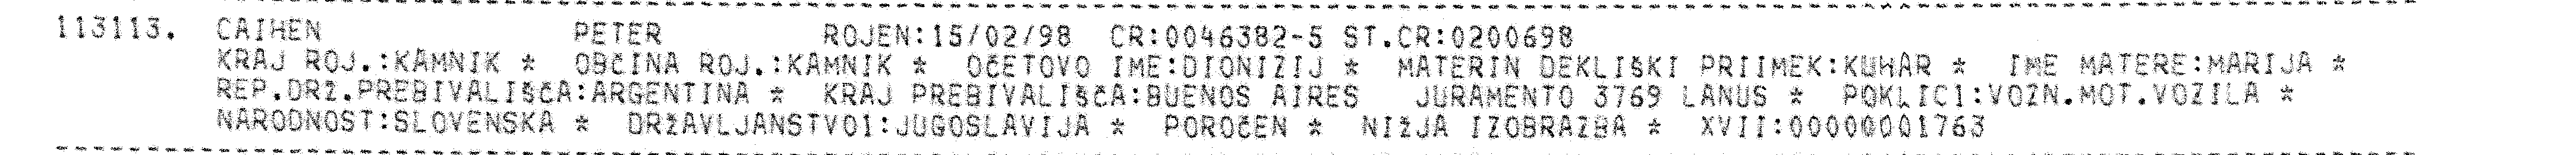 113113. CAIHEN PETER ROJEN:15/02/98 CR:0046382-5 ST.CR:0200698
KRAJ ROJ.:KAMNIK * OBČINA ROJ.:KAMNIK * OČETOVO IME:DIONIZIJ * MATERIN DEKLIŠKI PRIIMEK:KUHAR * IME MATERE:MARIJA *
REP.DRŽ.PREBIVALIŠČA:ARGENTINA * KRAJ PREBIVALIŠČA:BUENOS AIRES JURAMENTO 3769 LANUS * POKLIC1:VOZN.MOT.VOZILA *
NARODNOST:SLOVENSKA * DRŽAVLJANSTVO1:JUGOSLAVIJA * POROČEN * NIŽJA IZOBRAZBA * XVII:00000001763